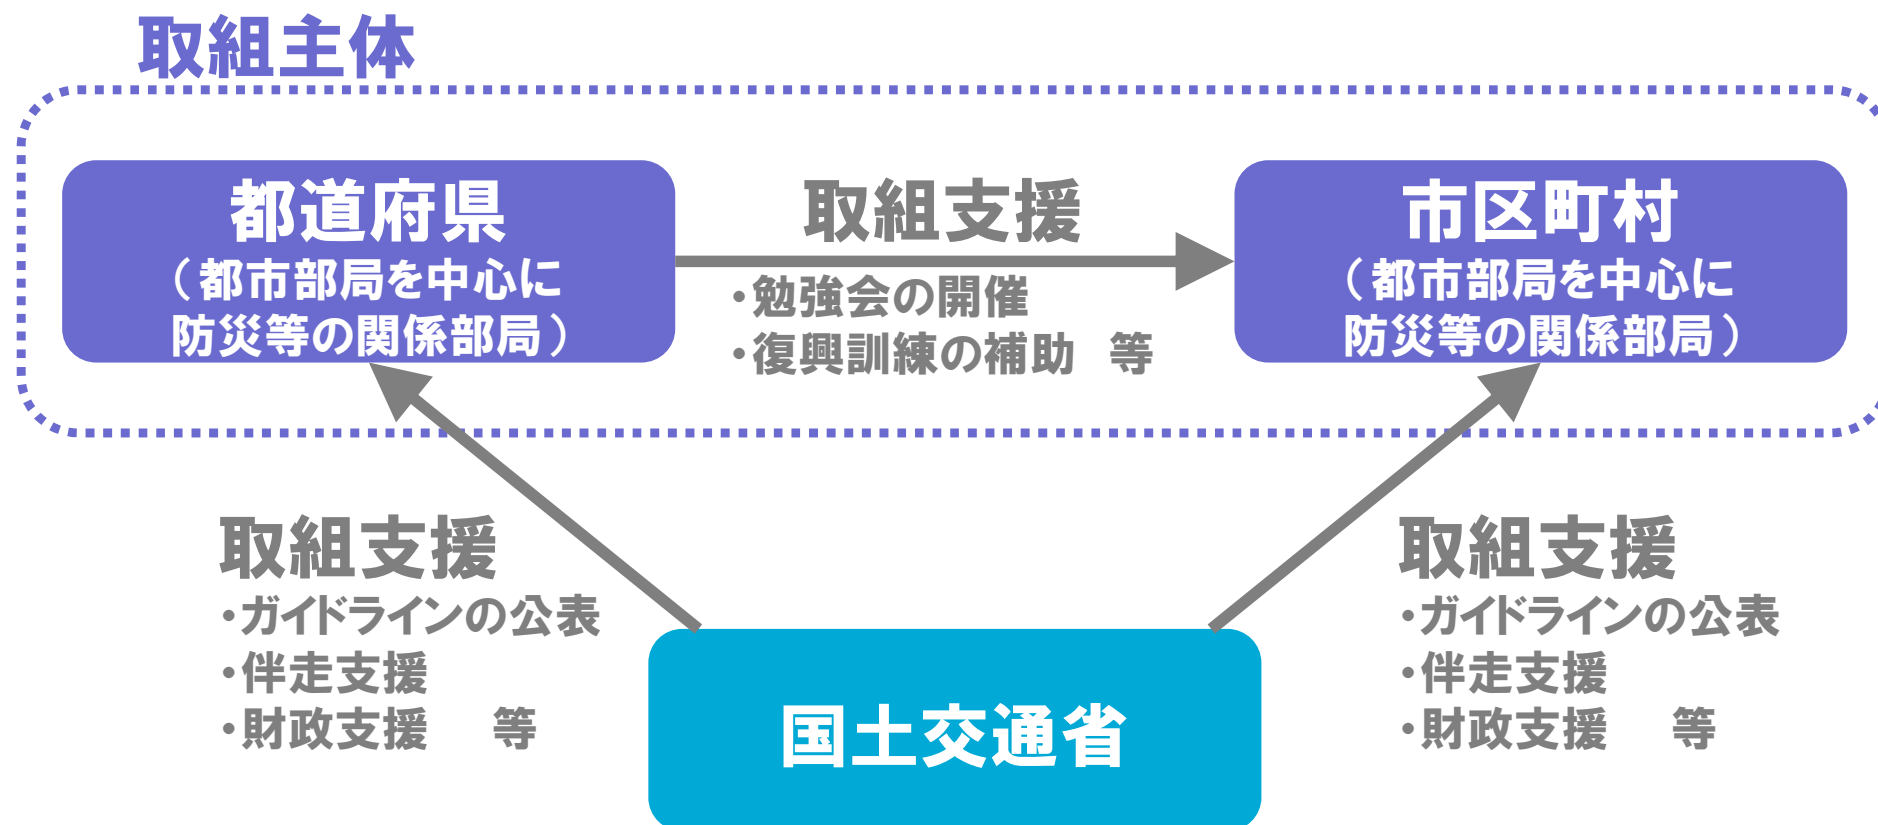 取組主体
都道府県
（都市部局を中心に
防災等の関係部局）
取組支援
・勉強会の開催
・復興訓練の補助　等
市区町村
（都市部局を中心に
防災等の関係部局）
取組支援
・ガイドラインの公表
・伴走支援
・財政支援　等
取組支援
・ガイドラインの公表
・伴走支援
・財政支援　等
国土交通省